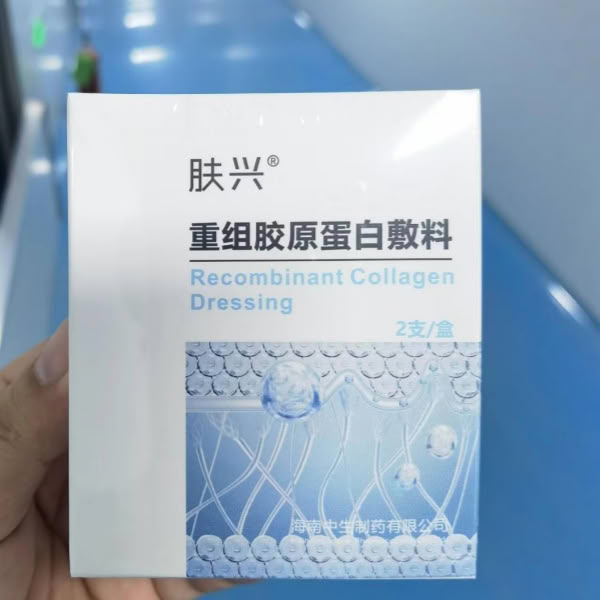 肤兴®
重组胶原蛋白敷料
Recombinant Collagen
Dressing
2支/盒
海南中生制药有限公司